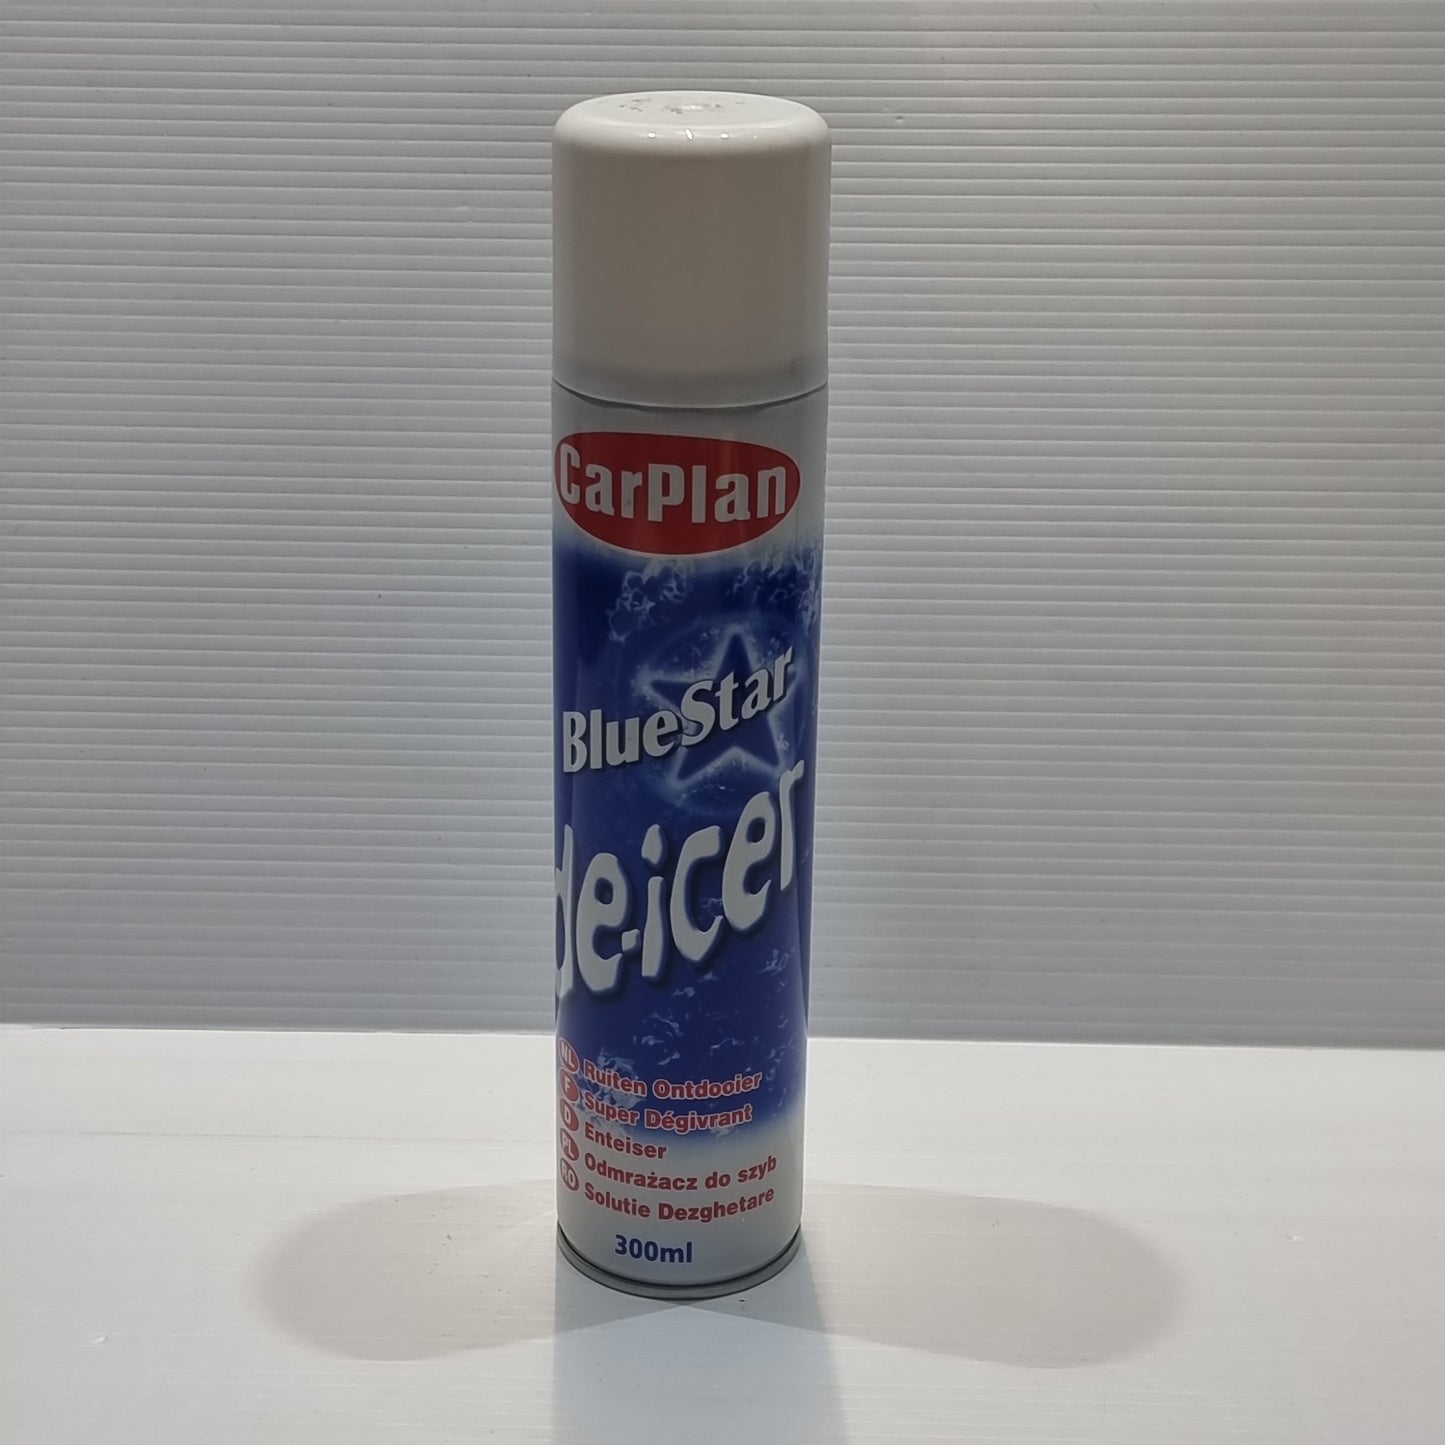 CarPlan
BlueStar
de-icer
NL Ruiten Ontdooier
F Super Dégivrant
D Enteiser
PL Odmrażacz do szyb
RO Solutie Dezghetare
300ml